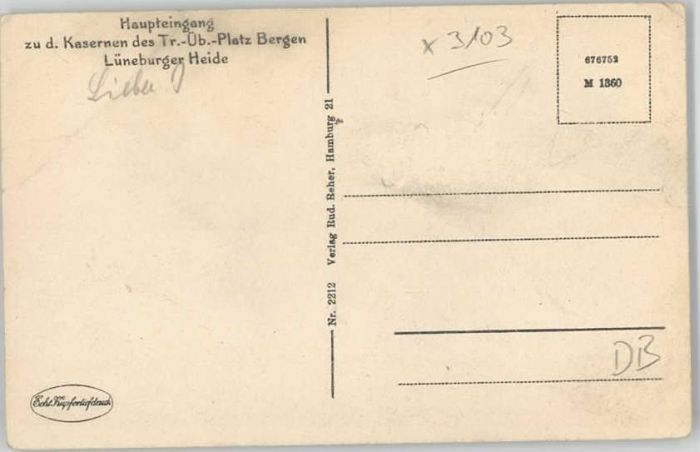 Haupteingang
zu d. Kasernen des Tr.-Üb.-Platz Bergen
Lüneburger Heide
Lieber J
x 3103
676752
M 1360
Nr. 2212 Verlag Rud. Reher, Hamburg 21
DB
Echt Kupfertiefdruck